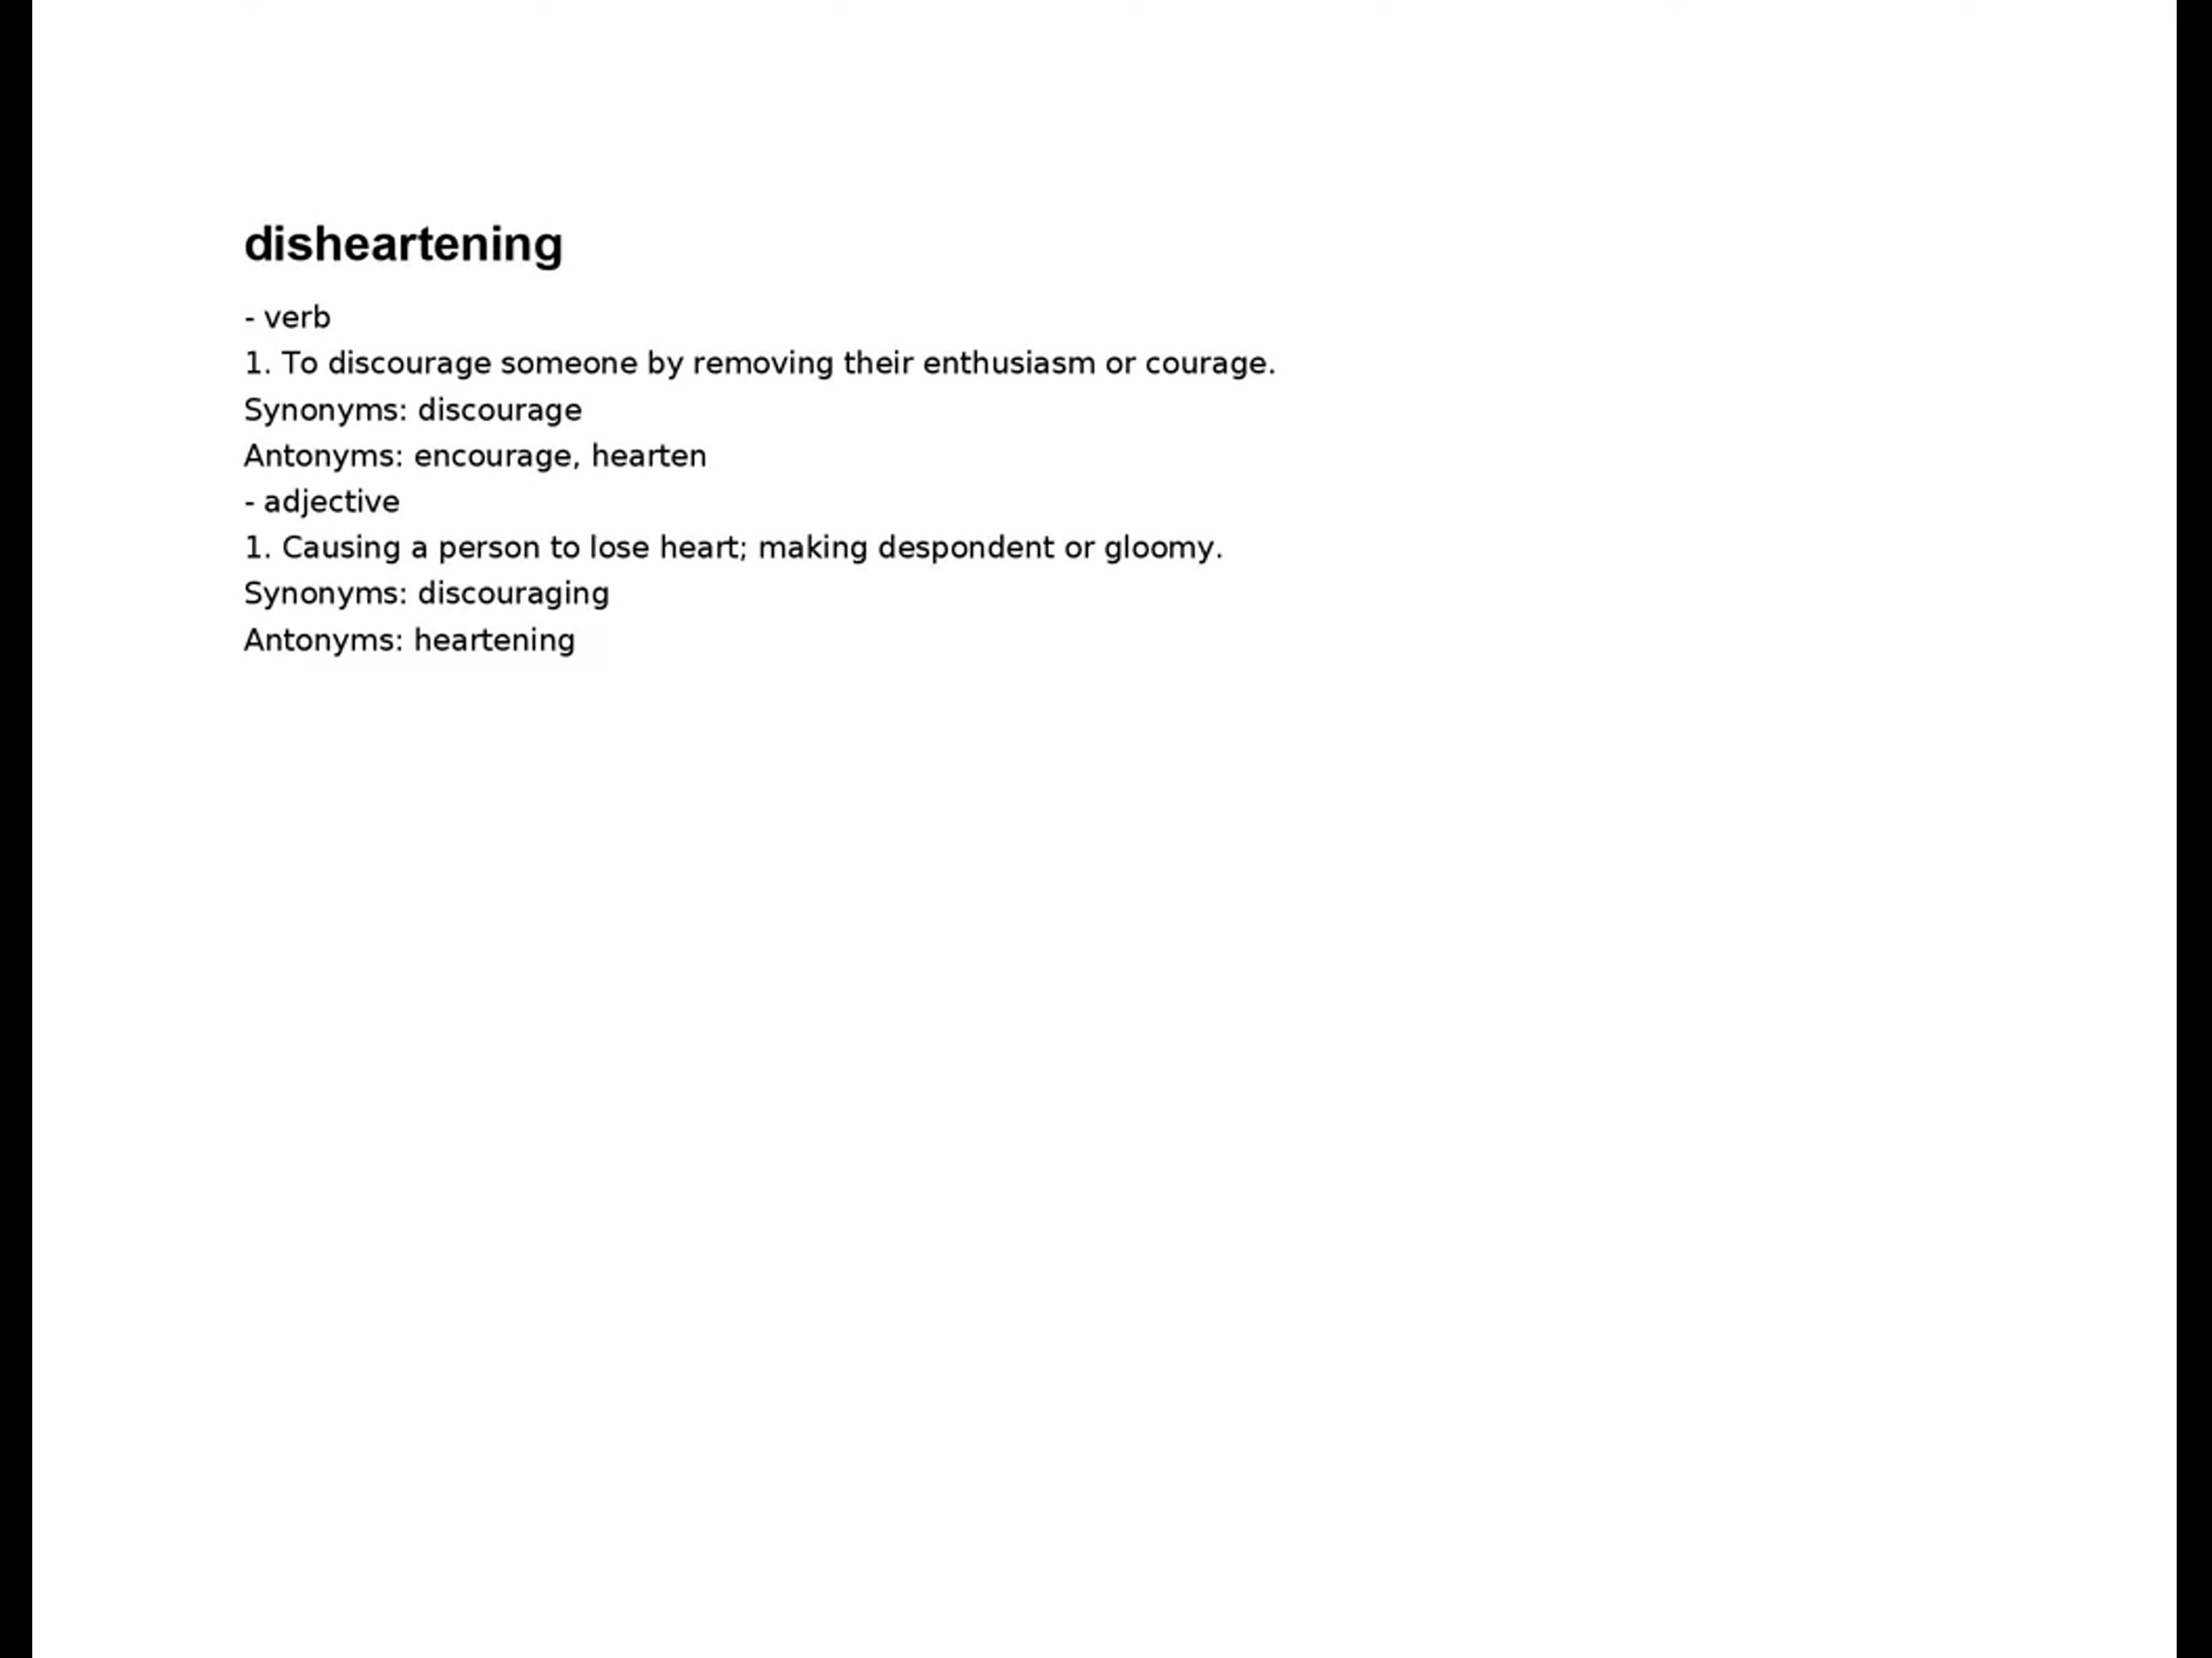 disheartening
- verb
1. To discourage someone by removing their enthusiasm or courage.
Synonyms: discourage
Antonyms: encourage, hearten
- adjective
1. Causing a person to lose heart; making despondent or gloomy.
Synonyms: discouraging
Antonyms: heartening